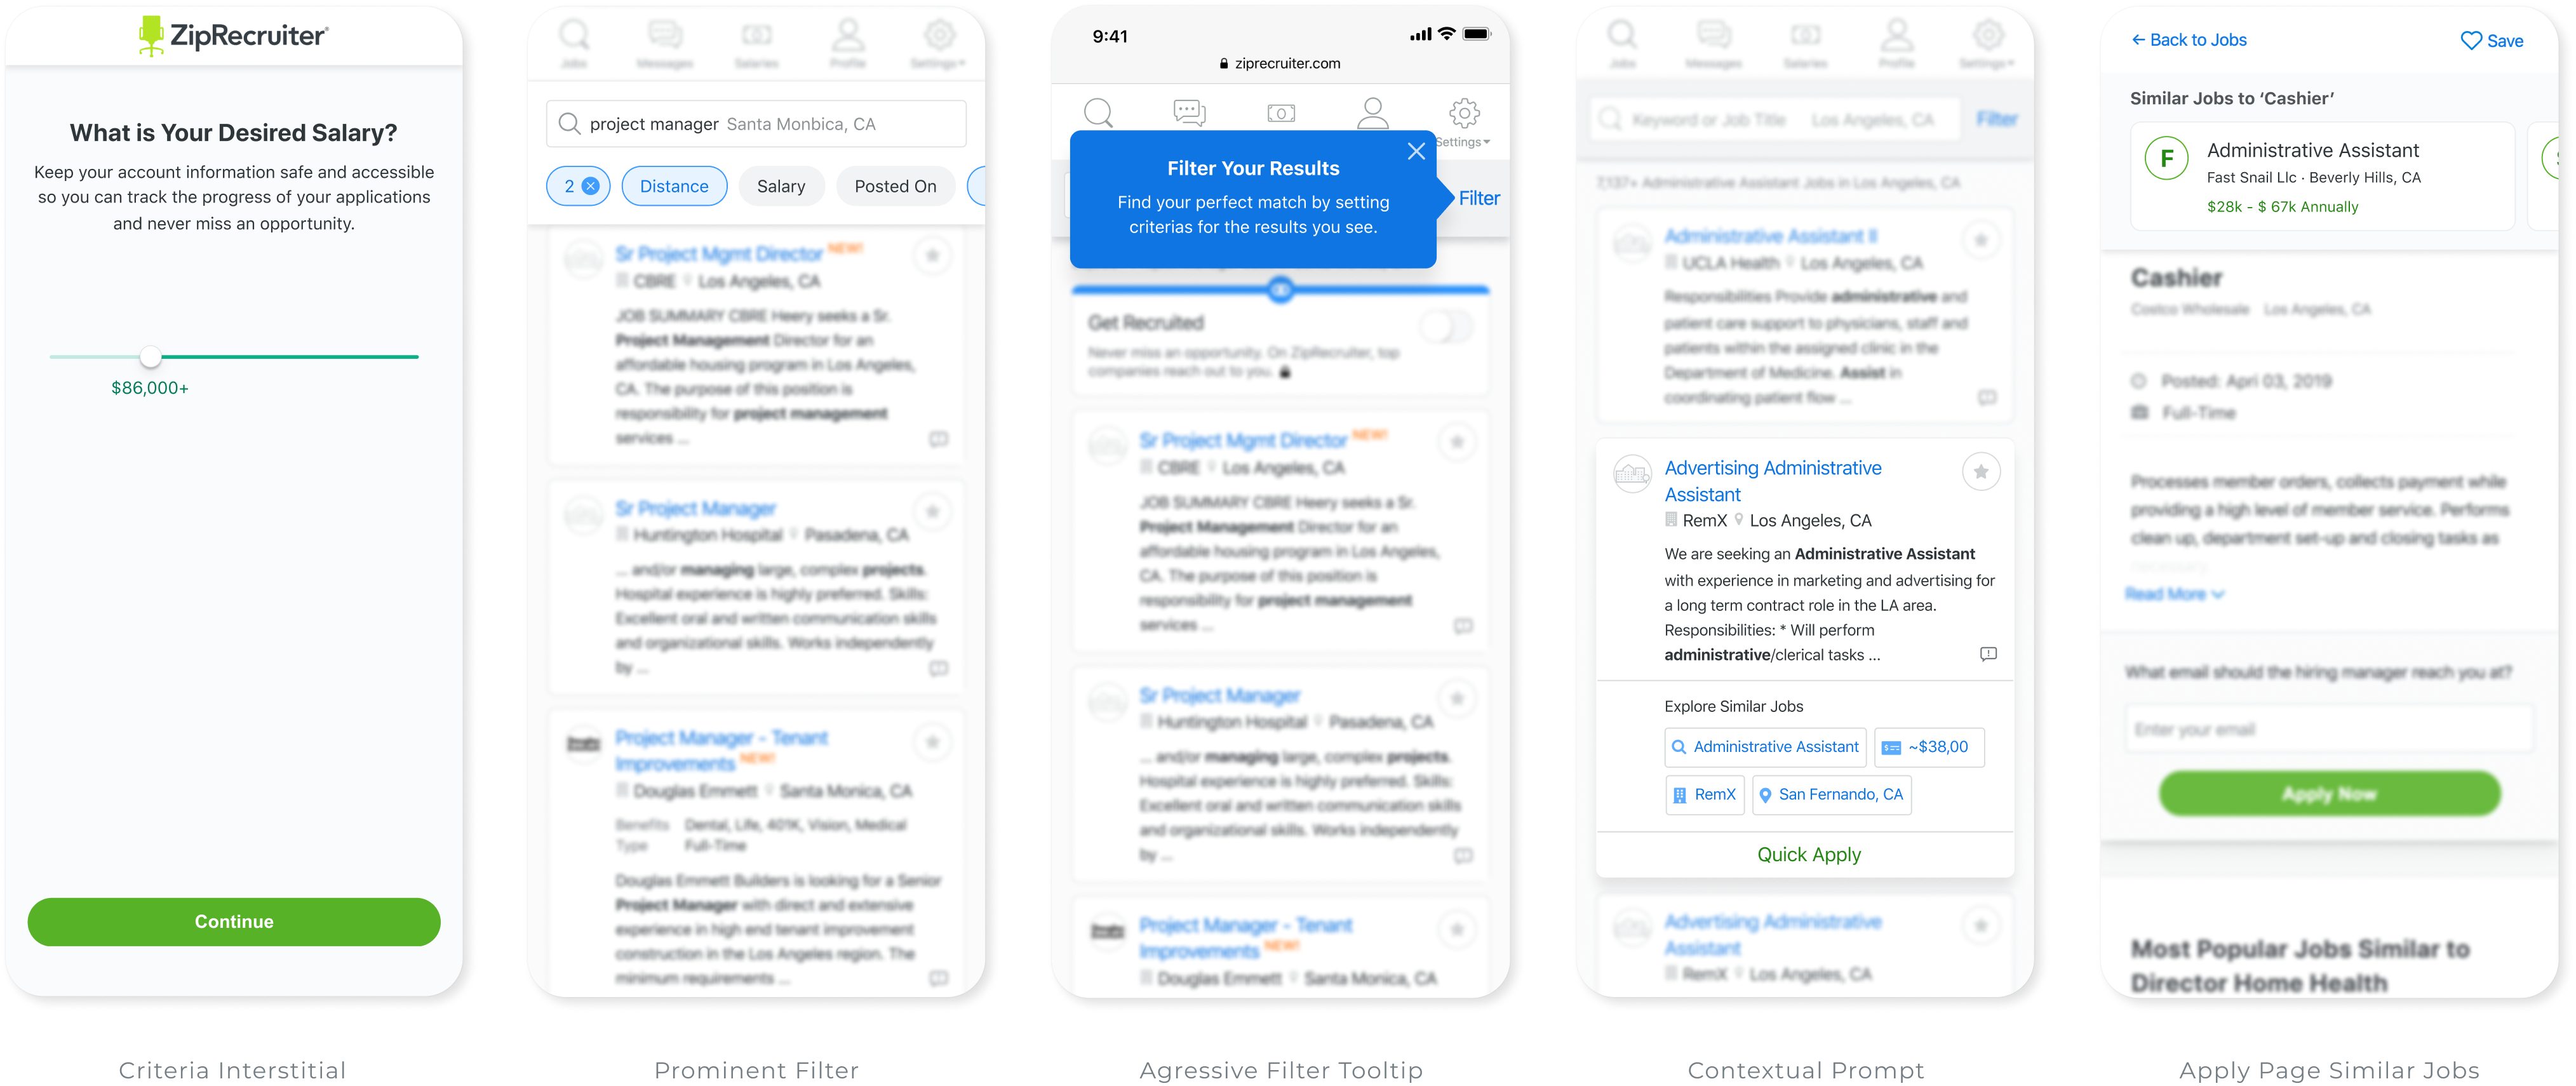 ZipRecruiter
What is Your Desired Salary?
Keep your account information safe and accessible
so you can track the progress of your applications
and never miss an opportunity.
$86,000+
Continue
Criteria Interstitial
Jobs Messages Salaries Profile Settings
project manager Santa Monbica, CA
2 Distance Salary Posted On
Sr Project Mgmt Director NEW!
CBRE Los Angeles, CA
JOB SUMMARY CBRE Heery seeks a Sr.
Project Management Director for an
affordable housing program in Los Angeles,
CA. The purpose of this position is
responsibility for project management
services ...
Sr Project Manager
Huntington Hospital Pasadena, CA
... and/or managing large, complex projects.
Hospital experience is highly preferred. Skills:
Excellent oral and written communication skills
and organizational skills. Works independently
by ...
Project Manager - Tenant
Improvements NEW!
Douglas Emmett Santa Monica, CA
Benefits Dental, Life, 401K, Vision, Medical
Type Full-Time
Douglas Emmett Builders is looking for a Senior
Project Manager with direct and extensive
experience in high end tenant improvement
construction in the Los Angeles region. The
minimum requirements ...
Prominent Filter
9:41
ziprecruiter.com
Settings
Filter Your Results
Find your perfect match by setting
criterias for the results you see.
Filter
Get Recruited
Never miss an opportunity. On ZipRecruiter, top
companies reach out to you.
Sr Project Mgmt Director NEW!
CBRE Los Angeles, CA
JOB SUMMARY CBRE Heery seeks a Sr.
Project Management Director for an
affordable housing program in Los Angeles,
CA. The purpose of this position is
responsibility for project management
services ...
Sr Project Manager
Huntington Hospital Pasadena, CA
... and/or managing large, complex projects.
Hospital experience is highly preferred. Skills:
Excellent oral and written communication skills
and organizational skills. Works independently
by ...
Project Manager - Tenant
Improvements NEW!
Douglas Emmett Santa Monica, CA
Agressive Filter Tooltip
Jobs Messages Salaries Profile Settings
Keyword or Job Title Los Angeles, CA Filter
7,137+ Administrative Assistant Jobs in Los Angeles, CA
Administrative Assistant II
UCLA Health Los Angeles, CA
Responsibilities Provide administrative and
patient care support to physicians, staff and
patients within the assigned clinic in the
Department of Medicine. Assist in
coordinating patient flow ...
Advertising Administrative
Assistant
RemX Los Angeles, CA
We are seeking an Administrative Assistant
with experience in marketing and advertising for
a long term contract role in the LA area.
Responsibilities: * Will perform
administrative/clerical tasks ...
Explore Similar Jobs
Administrative Assistant ~$38,00
RemX San Fernando, CA
Quick Apply
Advertising Administrative
Assistant
RemX Los Angeles, CA
Contextual Prompt
← Back to Jobs Save
Similar Jobs to ‘Cashier’
F
Administrative Assistant
Fast Snail Llc · Beverly Hills, CA
$28k - $ 67k Annually
Cashier
Costco Wholesale Los Angeles, CA
Posted: Apri 03, 2019
Full-Time
Processes member orders, collects payment while
providing a high level of member service. Performs
clean up, department set-up and closing tasks as
necessary.
Read More
What email should the hiring manager reach you at?
Enter your email
Apply Now
Most Popular Jobs Similar to
Director Home Health
Apply Page Similar Jobs